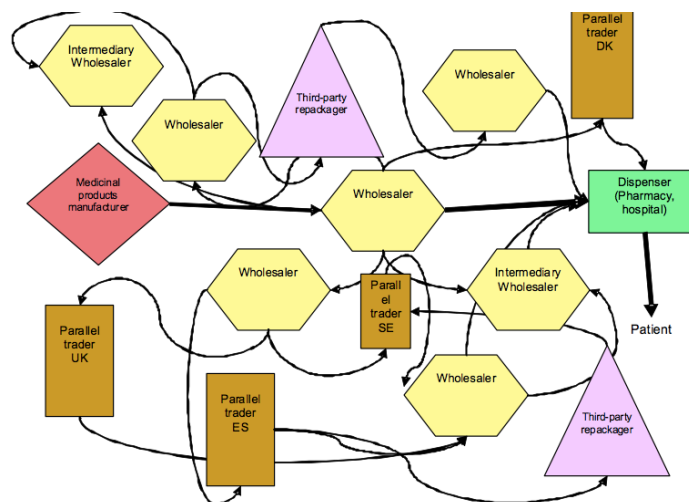 Intermediary
Wholesaler
Wholesaler
Third-party
repackager
Wholesaler
Parallel
trader
DK
Medicinal
products
manufacturer
Wholesaler
Dispenser
(Pharmacy,
hospital)
Wholesaler
Parall
el
trader
SE
Intermediary
Wholesaler
Patient
Parallel
trader
UK
Parallel
trader
ES
Wholesaler
Third-party
repackager